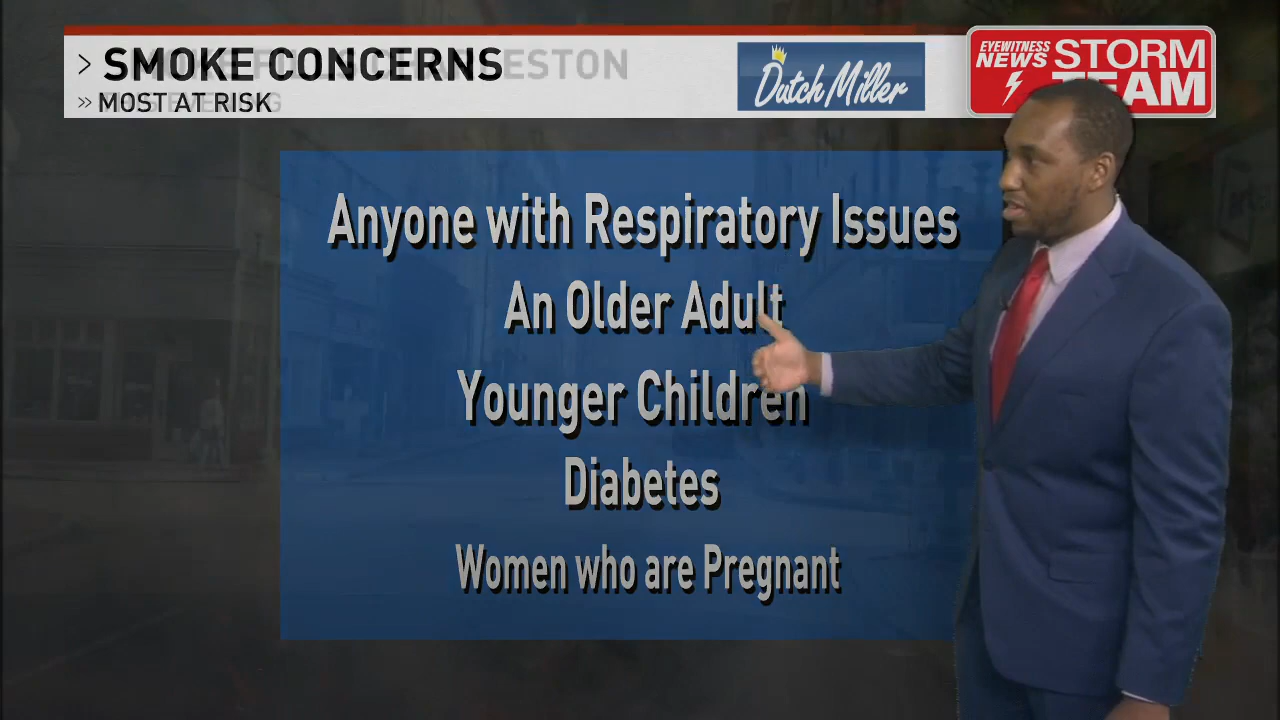 > SMOKE CONCERNS
» MOST AT RISK
Dutch Miller
EYEWITNESS
NEWS
STORM
TEAM
Anyone with Respiratory Issues
An Older Adult
Younger Children
Diabetes
Women who are Pregnant